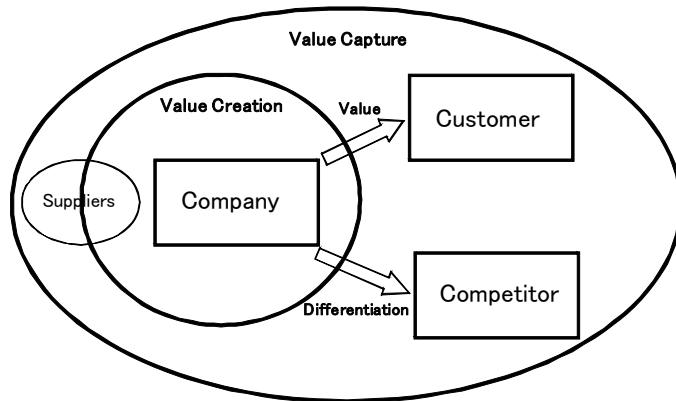 Value Capture
Value Creation
Value
Customer
Suppliers
Company
Competitor
Differentiation